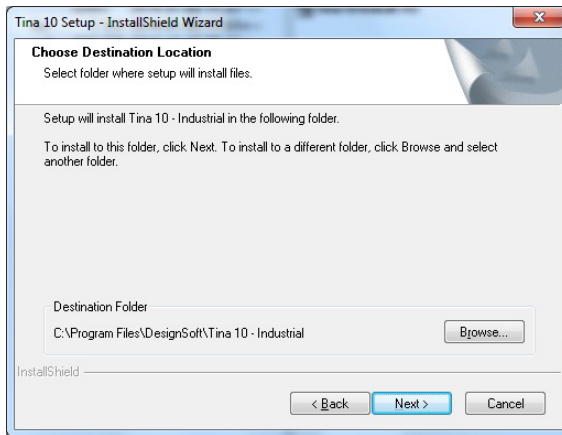 Tina 10 Setup - InstallShield Wizard
Choose Destination Location
Select folder where setup will install files.
Setup will install Tina 10 - Industrial in the following folder.
To install to this folder, click Next. To install to a different folder, click Browse and select
another folder.
Destination Folder
C:\Program Files\DesignSoft\Tina 10 - Industrial
Browse...
InstallShield
< Back
Next >
Cancel